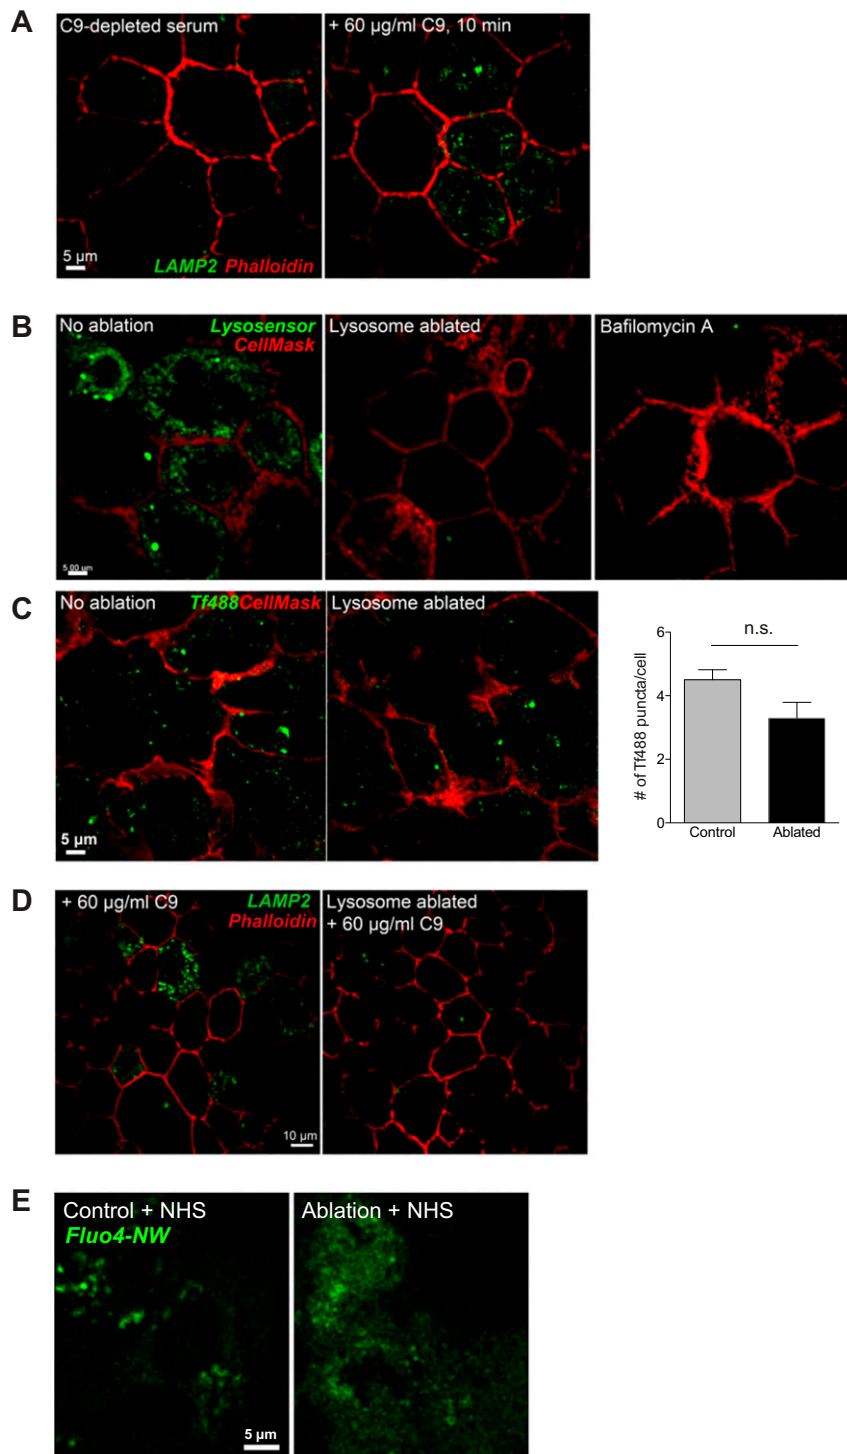 A
C9-depleted serum
+ 60 µg/ml C9, 10 min
5 µm
LAMP2 Phalloidin
B
No ablation
Lysosensor
CellMask
Lysosome ablated
Bafilomycin A
5.00 um
C
No ablation
Tf488CellMask
Lysosome ablated
5 µm
# of Tf488 puncta/cell
6
4
2
0
n.s.
Control
Ablated
D
+ 60 µg/ml C9
LAMP2
Phalloidin
Lysosome ablated
+ 60 µg/ml C9
10 µm
E
Control + NHS
Fluo4-NW
Ablation + NHS
5 µm